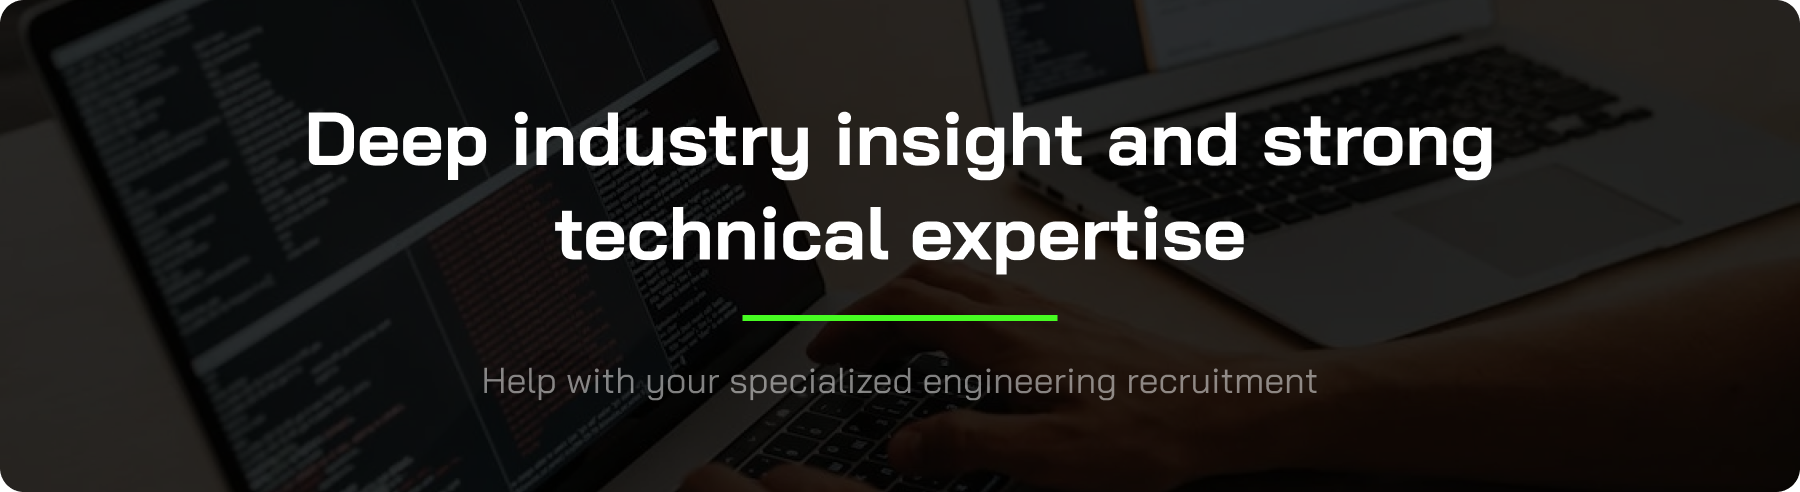 Deep industry insight and strong
technical expertise
Help with your specialized engineering recruitment